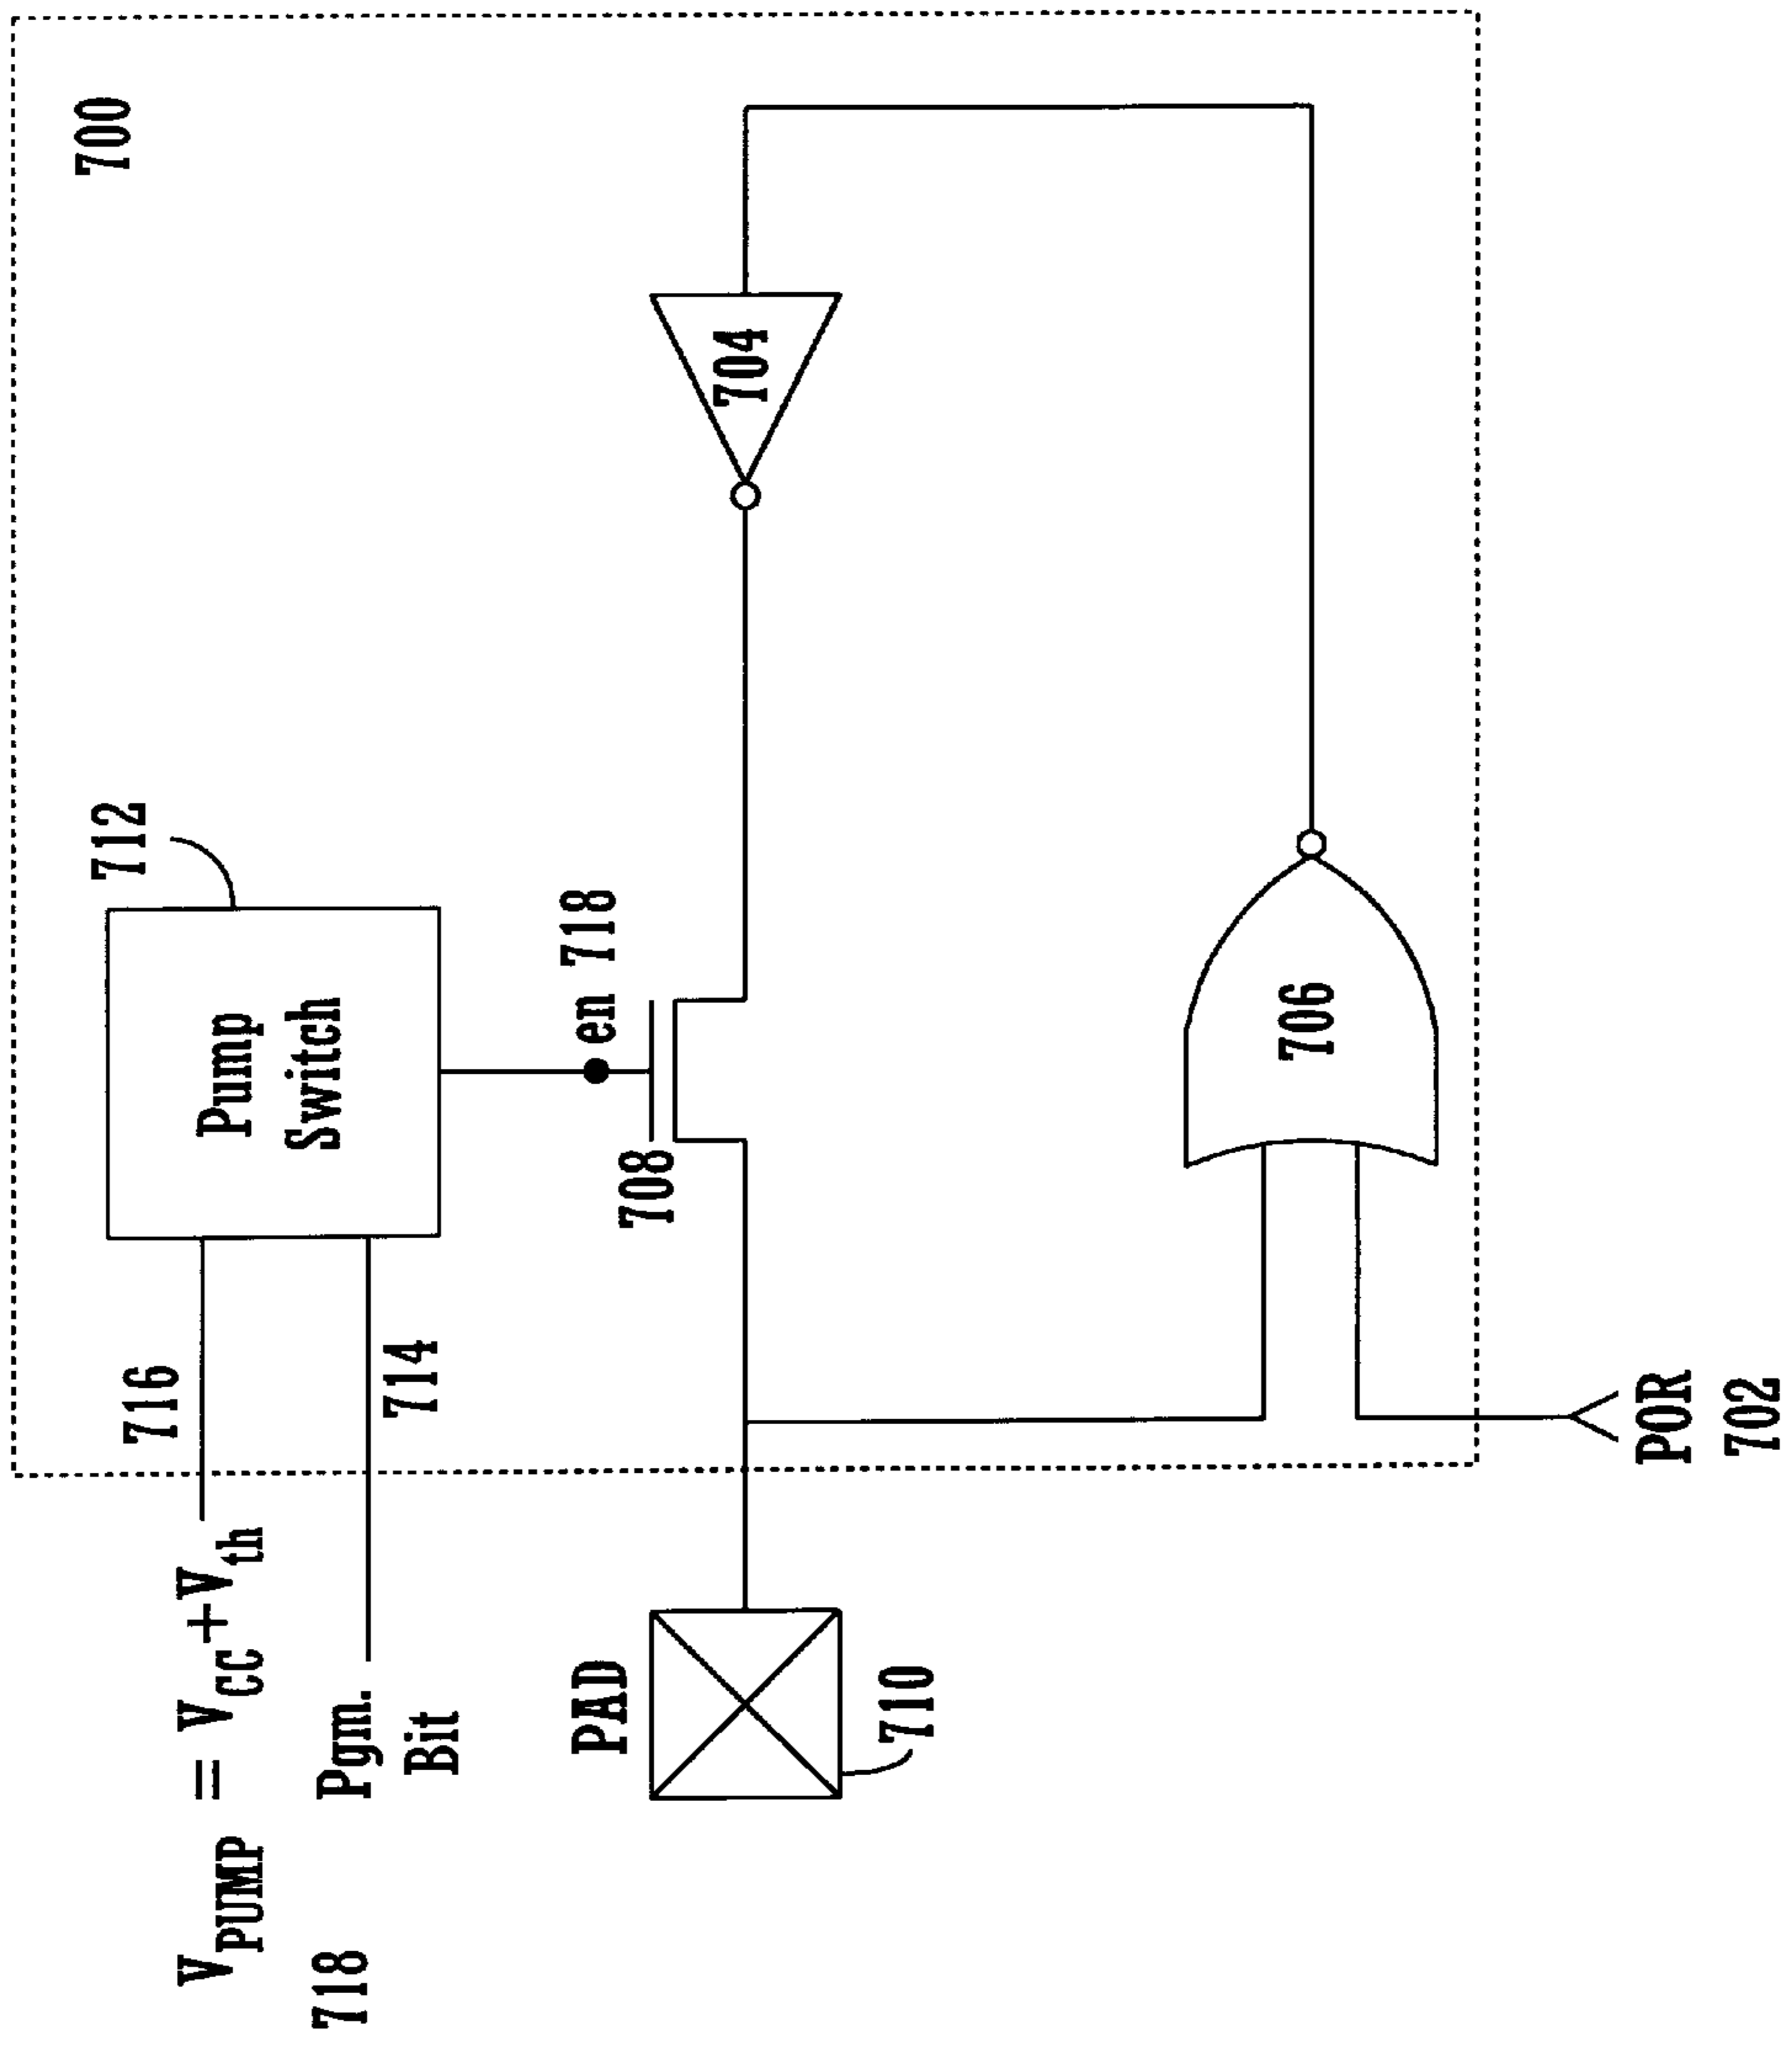 700
712
Pump
Switch
716
714
V_PUMP = V_CC+V_th
718
Pgm.
Bit
en 718
708
704
PAD
710
706
POR
702